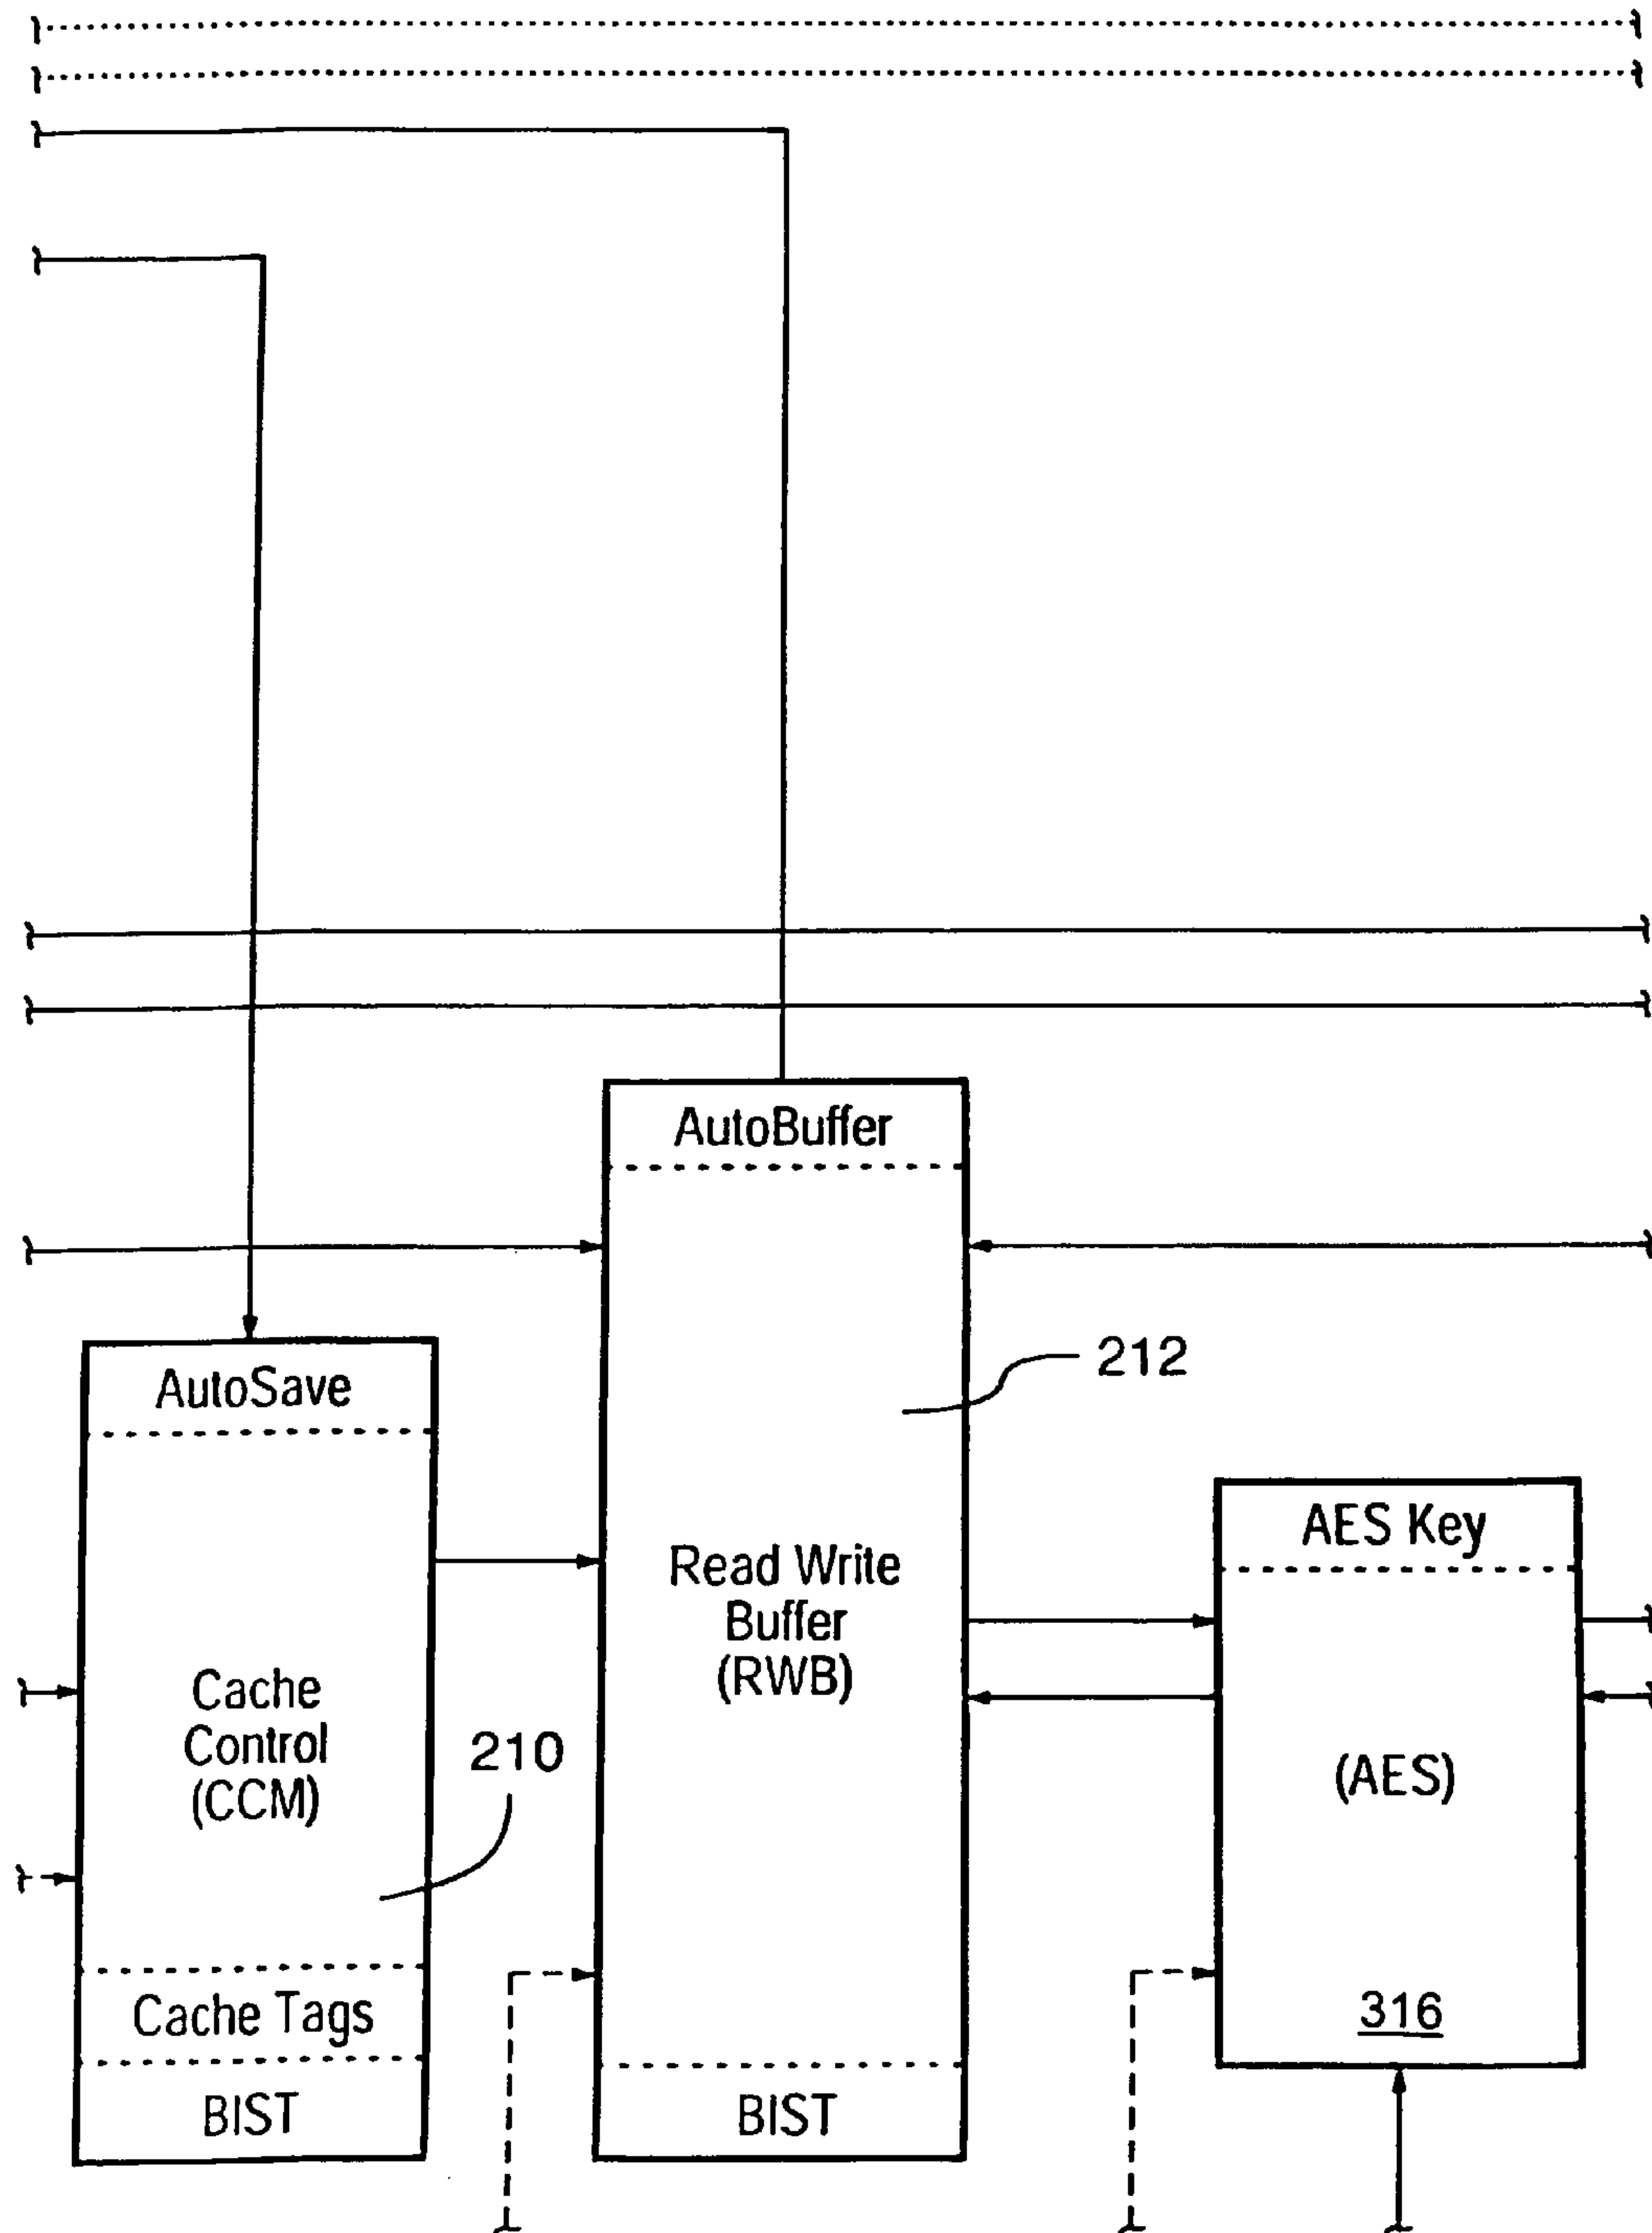 AutoBuffer
AutoSave
212
AES Key
Read Write
Buffer
(RWB)
Cache
Control
(CCM)
210
(AES)
Cache Tags
316
BIST
BIST